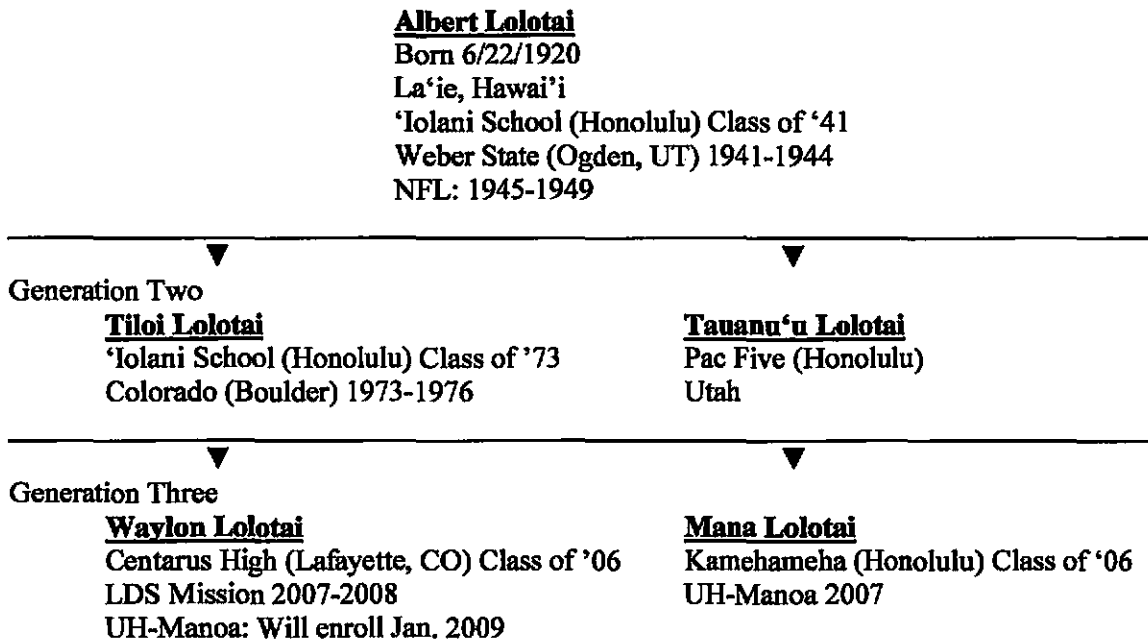 Albert Lolotai
Born 6/22/1920
La‘ie, Hawai’i
‘Iolani School (Honolulu) Class of ‘41
Weber State (Ogden, UT) 1941-1944
NFL: 1945-1949
Generation Two
Tiloi Lolotai
‘Iolani School (Honolulu) Class of ’73
Colorado (Boulder) 1973-1976
Tauanu‘u Lolotai
Pac Five (Honolulu)
Utah
Generation Three
Waylon Lolotai
Centarus High (Lafayette, CO) Class of ’06
LDS Mission 2007-2008
UH-Manoa: Will enroll Jan. 2009
Mana Lolotai
Kamehameha (Honolulu) Class of ‘06
UH-Manoa 2007